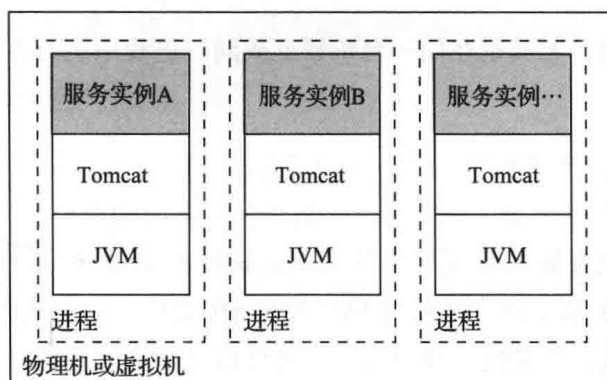 服务实例A 服务实例B 服务实例…
Tomcat Tomcat Tomcat
JVM JVM JVM
进程 进程 进程
物理机或虚拟机